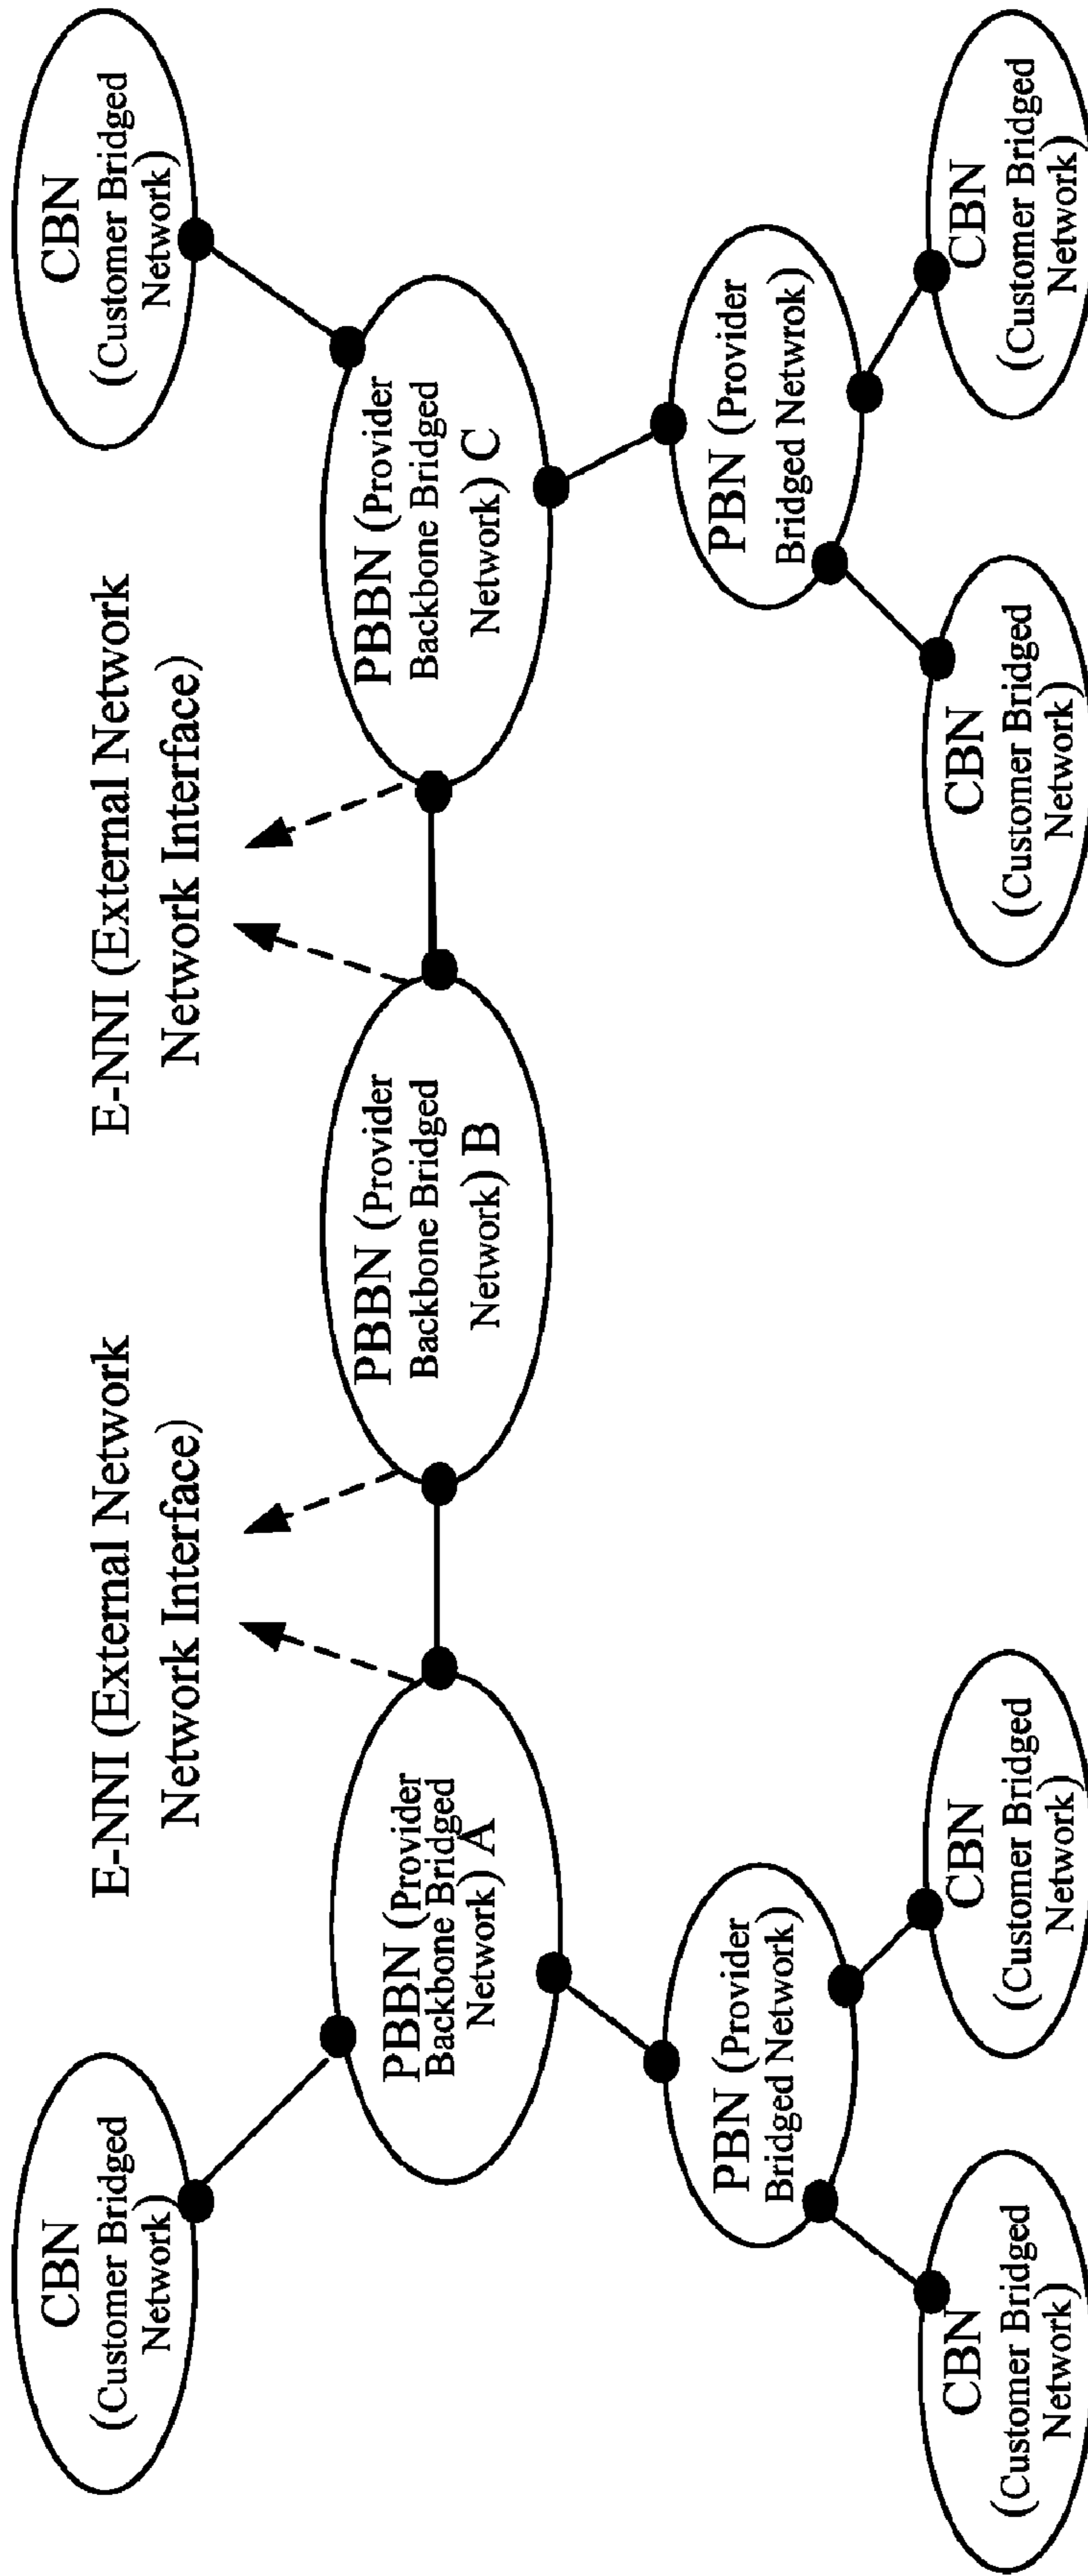 E-NNI (External Network
Network Interface)
E-NNI (External Network
Network Interface)
CBN
(Customer Bridged
Network)
CBN
(Customer Bridged
Network)
PBBN (Provider
Backbone Bridged
Network) A
PBBN (Provider
Backbone Bridged
Network) B
PBBN (Provider
Backbone Bridged
Network) C
PBN (Provider
Bridged Network)
PBN (Provider
Bridged Netwrok)
CBN
(Customer Bridged
Network)
CBN
(Customer Bridged
Network)
CBN
(Customer Bridged
Network)
CBN
(Customer Bridged
Network)